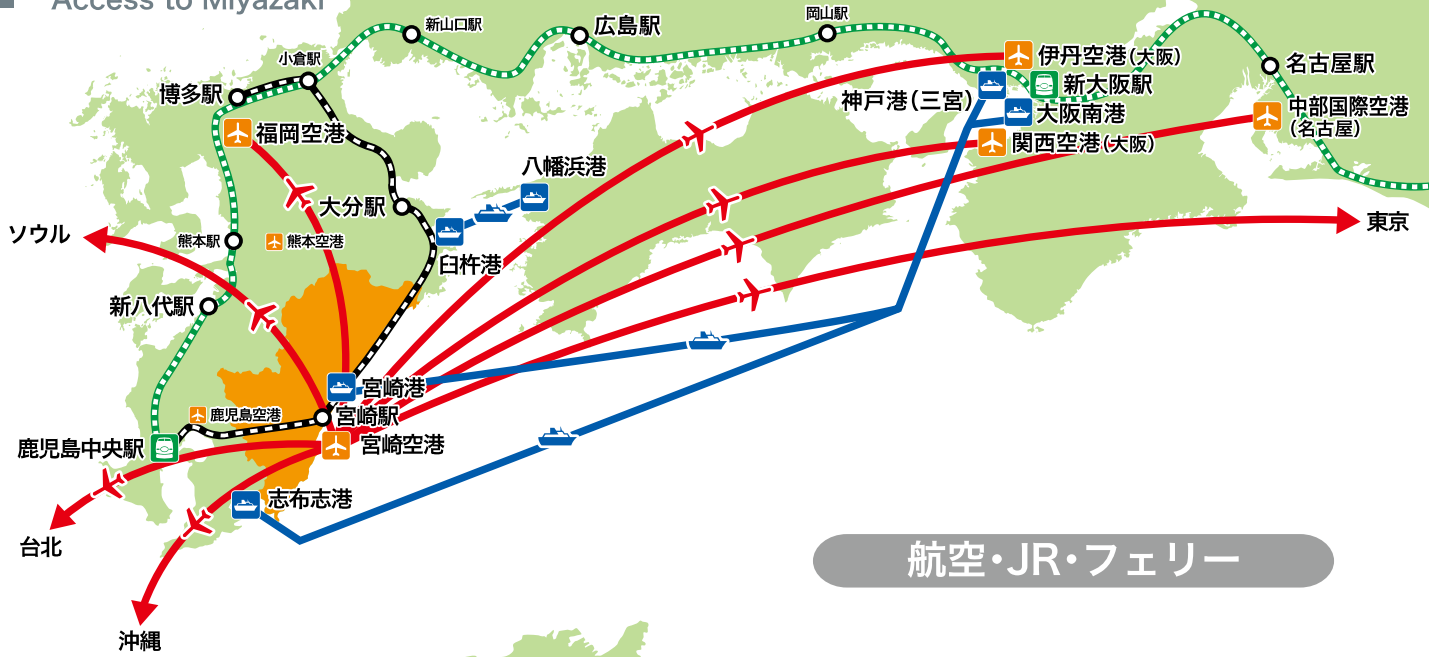 Access to Miyazaki
新山口駅
広島駅
岡山駅
小倉駅
伊丹空港(大阪)
新大阪駅
名古屋駅
博多駅
神戸港(三宮)
大阪南港
中部国際空港
(名古屋)
福岡空港
関西空港(大阪)
八幡浜港
大分駅
ソウル
熊本駅
熊本空港
東京
臼杵港
新八代駅
宮崎港
鹿児島空港
宮崎駅
鹿児島中央駅
宮崎空港
志布志港
台北
航空・JR・フェリー
沖縄